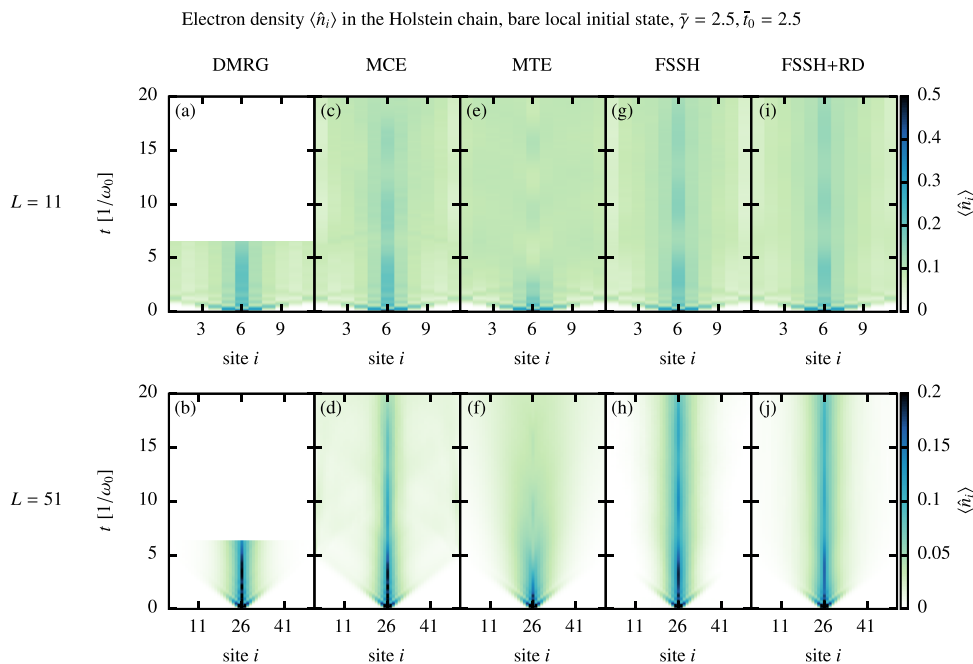 Electron density ⟨n̂ᵢ⟩ in the Holstein chain, bare local initial state, γ̄ = 2.5, t̄₀ = 2.5
DMRG MCE MTE FSSH FSSH+RD
(a) (c) (e) (g) (i)
L = 11
t [1/ω₀]
20
15
10
5
0
3 6 9 3 6 9 3 6 9 3 6 9 3 6 9
site i site i site i site i site i
0.5
0.4
0.3
0.2
0.1
0
⟨n̂ᵢ⟩
(b) (d) (f) (h) (j)
L = 51
t [1/ω₀]
20
15
10
5
0
11 26 41 11 26 41 11 26 41 11 26 41 11 26 41
site i site i site i site i site i
0.2
0.15
0.1
0.05
0
⟨n̂ᵢ⟩